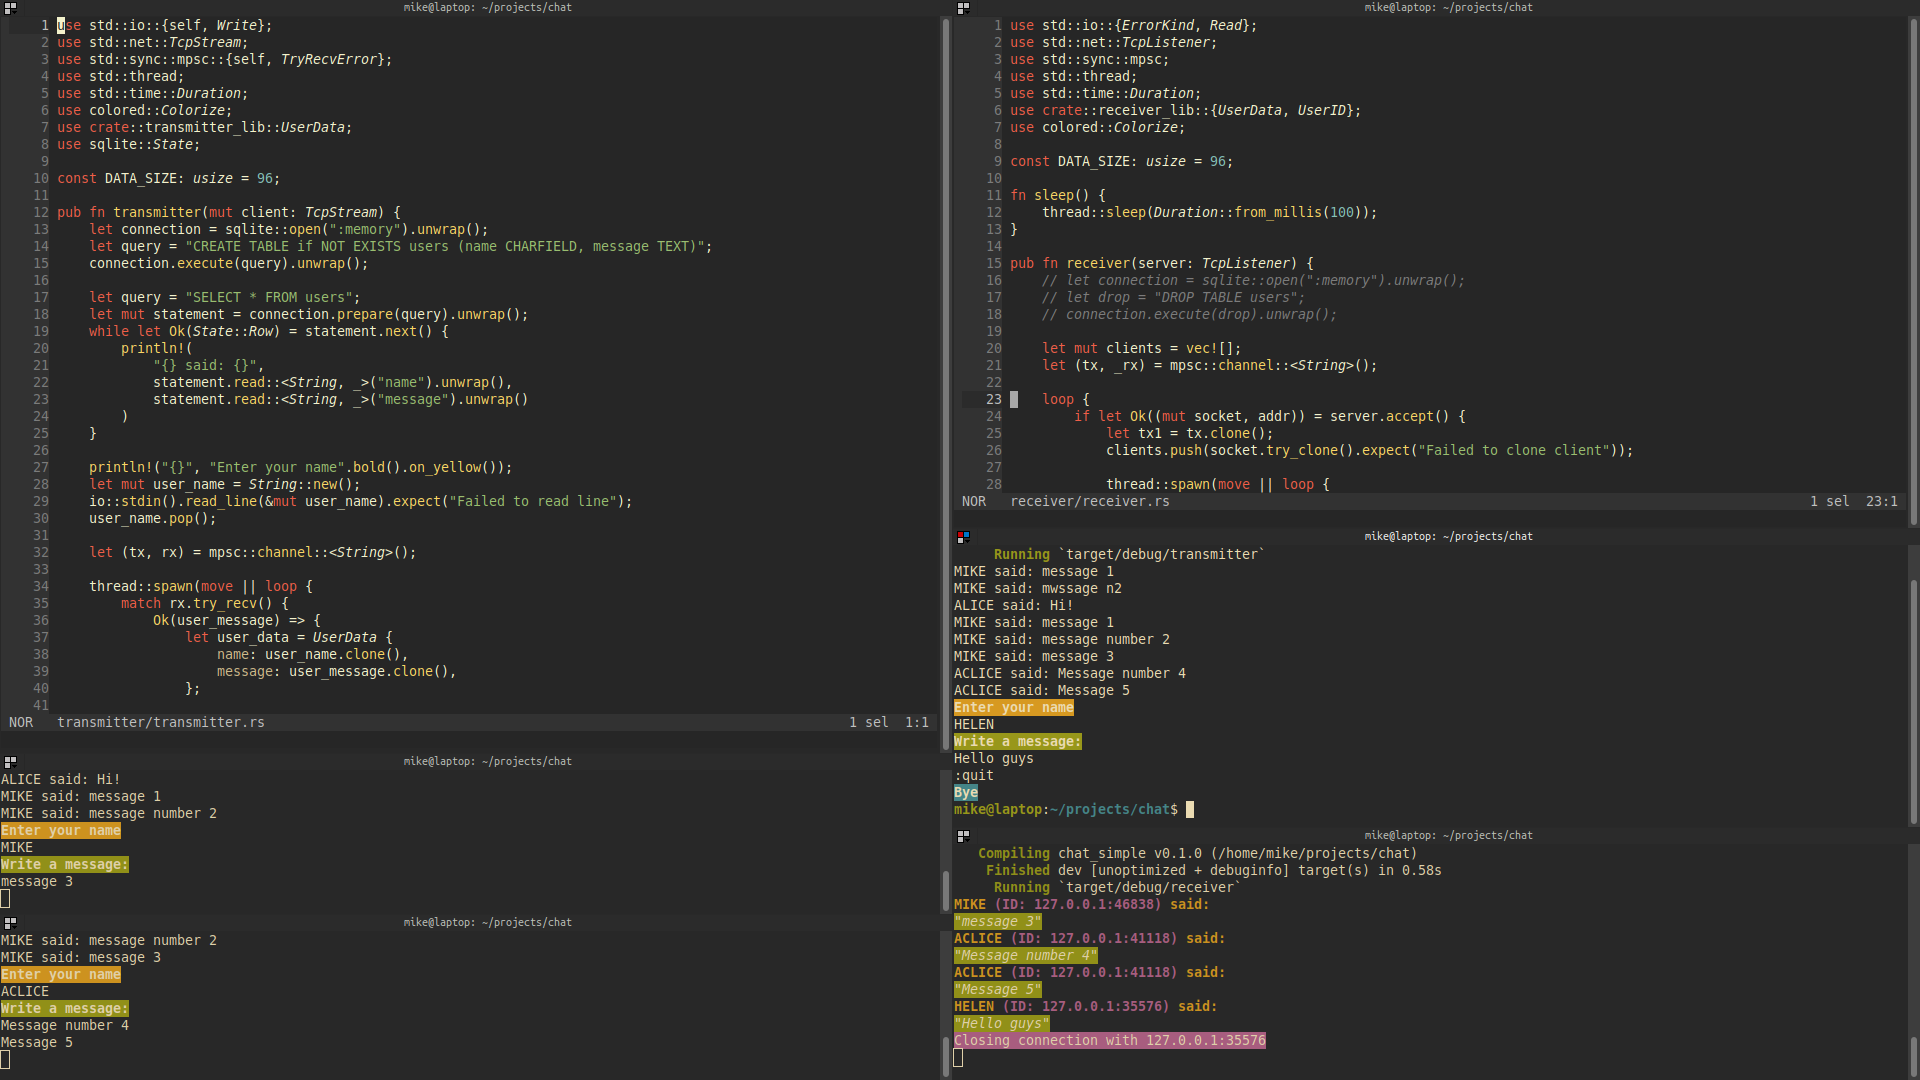 mike@laptop: ~/projects/chat
1 use std::io::{self, Write};
2 use std::net::TcpStream;
3 use std::sync::mpsc::{self, TryRecvError};
4 use std::thread;
5 use std::time::Duration;
6 use colored::Colorize;
7 use crate::transmitter_lib::UserData;
8 use sqlite::State;
9
10 const DATA_SIZE: usize = 96;
11
12 pub fn transmitter(mut client: TcpStream) {
13     let connection = sqlite::open(":memory").unwrap();
14     let query = "CREATE TABLE if NOT EXISTS users (name CHARFIELD, message TEXT)";
15     connection.execute(query).unwrap();
16
17     let query = "SELECT * FROM users";
18     let mut statement = connection.prepare(query).unwrap();
19     while let Ok(State::Row) = statement.next() {
20         println!(
21             "{} said: {}",
22             statement.read::<String, _>("name").unwrap(),
23             statement.read::<String, _>("message").unwrap()
24         )
25     }
26
27     println!("{}", "Enter your name".bold().on_yellow());
28     let mut user_name = String::new();
29     io::stdin().read_line(&mut user_name).expect("Failed to read line");
30     user_name.pop();
31
32     let (tx, rx) = mpsc::channel::<String>();
33
34     thread::spawn(move || loop {
35         match rx.try_recv() {
36             Ok(user_message) => {
37                 let user_data = UserData {
38                     name: user_name.clone(),
39                     message: user_message.clone(),
40                 };
41
NOR   transmitter/transmitter.rs   1 sel  1:1
mike@laptop: ~/projects/chat
ALICE said: Hi!
MIKE said: message 1
MIKE said: message number 2
Enter your name
MIKE
Write a message:
message 3
mike@laptop: ~/projects/chat
MIKE said: message number 2
MIKE said: message 3
Enter your name
ACLICE
Write a message:
Message number 4
Message 5
mike@laptop: ~/projects/chat
1 use std::io::{ErrorKind, Read};
2 use std::net::TcpListener;
3 use std::sync::mpsc;
4 use std::thread;
5 use std::time::Duration;
6 use crate::receiver_lib::{UserData, UserID};
7 use colored::Colorize;
8
9 const DATA_SIZE: usize = 96;
10
11 fn sleep() {
12     thread::sleep(Duration::from_millis(100));
13 }
14
15 pub fn receiver(server: TcpListener) {
16     // let connection = sqlite::open(":memory").unwrap();
17     // let drop = "DROP TABLE users";
18     // connection.execute(drop).unwrap();
19
20     let mut clients = vec![];
21     let (tx, _rx) = mpsc::channel::<String>();
22
23     loop {
24         if let Ok((mut socket, addr)) = server.accept() {
25             let tx1 = tx.clone();
26             clients.push(socket.try_clone().expect("Failed to clone client"));
27
28             thread::spawn(move || loop {
NOR   receiver/receiver.rs   1 sel  23:1
mike@laptop: ~/projects/chat
Running `target/debug/transmitter`
MIKE said: message 1
MIKE said: mwssage n2
ALICE said: Hi!
MIKE said: message 1
MIKE said: message number 2
MIKE said: message 3
ACLICE said: Message number 4
ACLICE said: Message 5
Enter your name
HELEN
Write a message:
Hello guys
:quit
Bye
mike@laptop:~/projects/chat$
mike@laptop: ~/projects/chat
Compiling chat_simple v0.1.0 (/home/mike/projects/chat)
Finished dev [unoptimized + debuginfo] target(s) in 0.58s
Running `target/debug/receiver`
MIKE (ID: 127.0.0.1:46838) said:
"message 3"
ACLICE (ID: 127.0.0.1:41118) said:
"Message number 4"
ACLICE (ID: 127.0.0.1:41118) said:
"Message 5"
HELEN (ID: 127.0.0.1:35576) said:
"Hello guys"
Closing connection with 127.0.0.1:35576